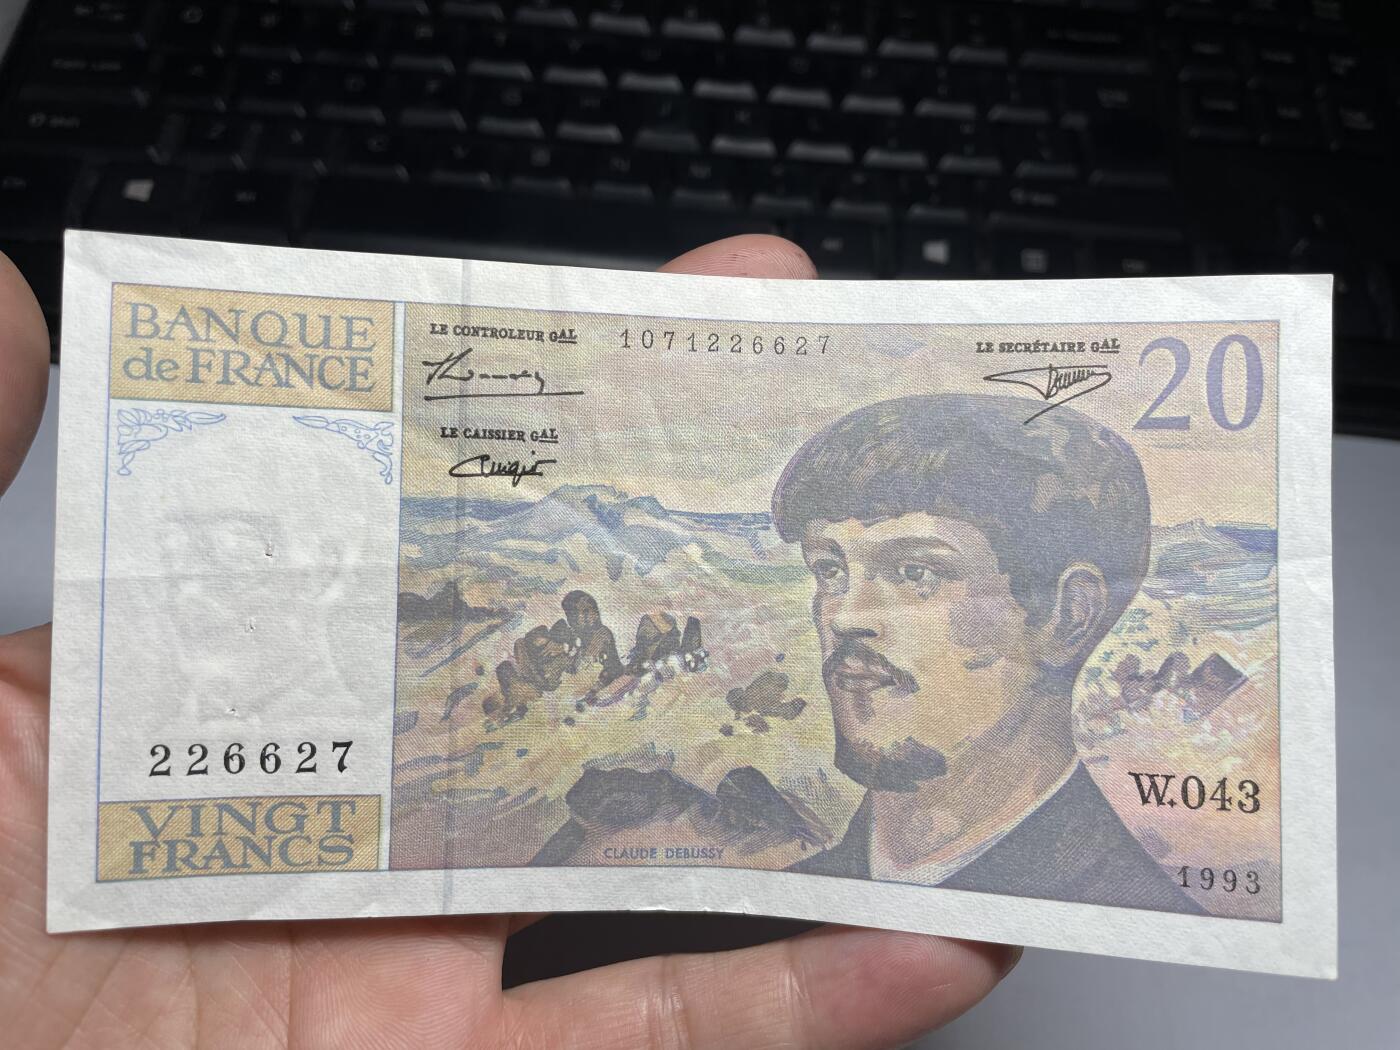 BANQUE
de FRANCE
LE CONTROLEUR GAL
1071226627
LE SECRÉTAIRE GAL
20
LE CAISSIER GAL
226627
VINGT
FRANCS
CLAUDE DEBUSSY
W.043
1993